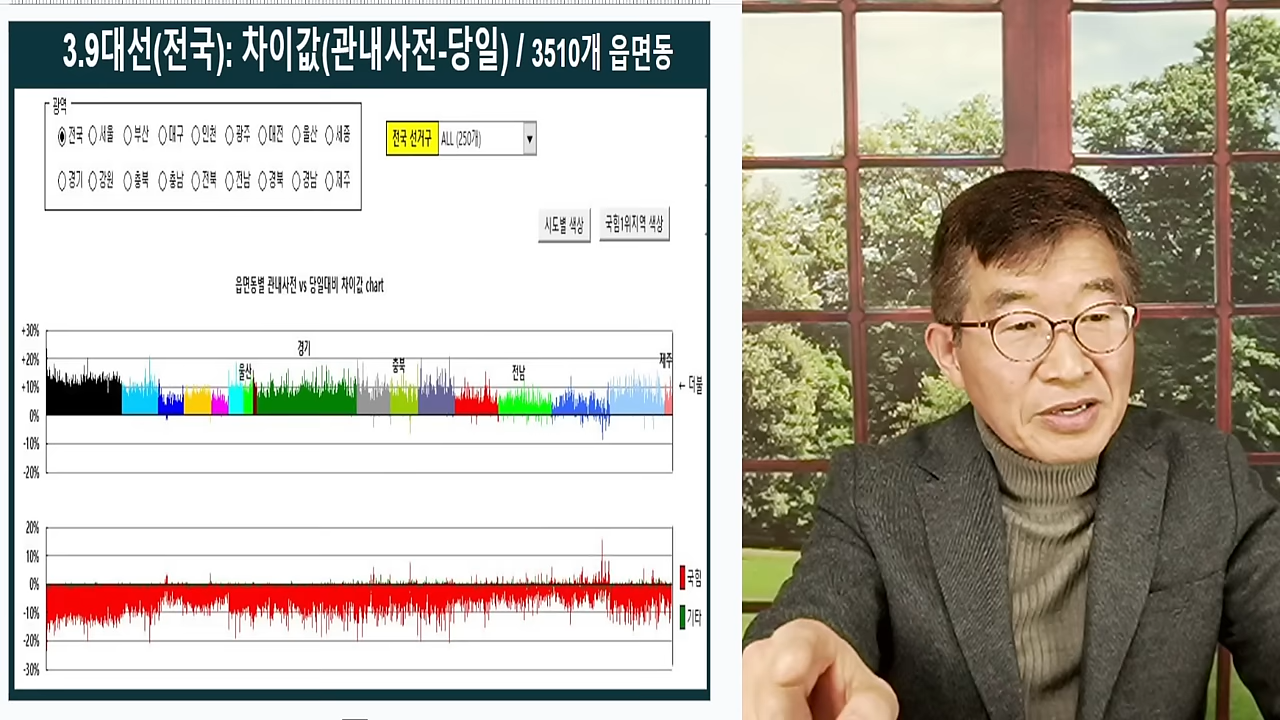 3.9대선(전국): 차이값(관내사전-당일) / 3510개 읍면동
광역
전국 서울 부산 대구 인천 광주 대전 울산 세종
경기 강원 충북 충남 전북 전남 경북 경남 제주
전국 선거구 ALL (250개)
시도별 색상
국힘1위지역 색상
읍면동별 관내사전 vs 당일대비 차이값 chart
+30%
+20%
+10%
0%
-10%
-20%
울산
경기
충북
전남
제주
← 더불
20%
10%
0%
-10%
-20%
-30%
국힘
기타